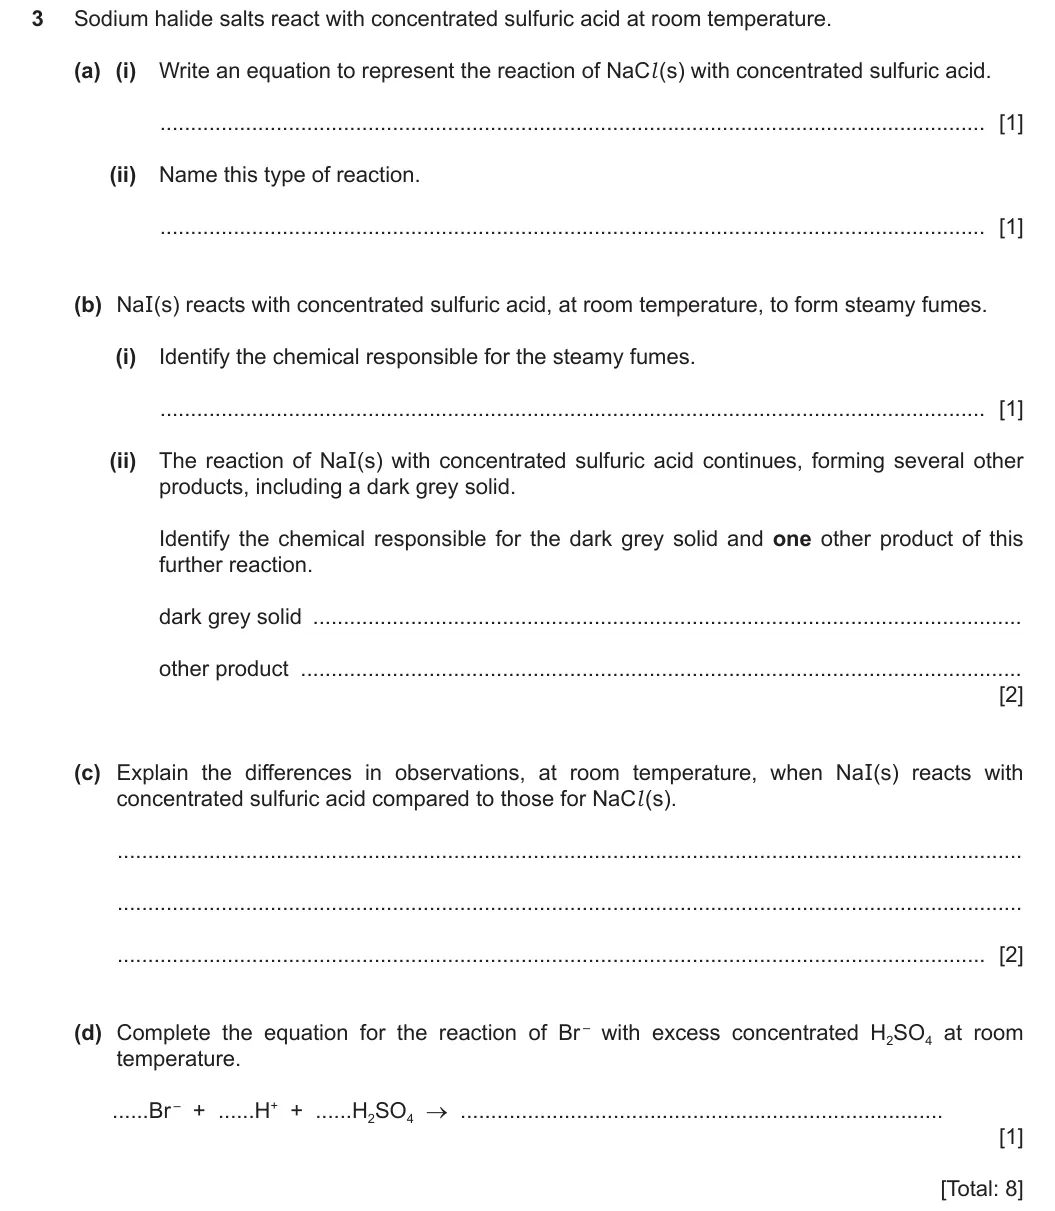 3 Sodium halide salts react with concentrated sulfuric acid at room temperature.
(a) (i) Write an equation to represent the reaction of NaCl(s) with concentrated sulfuric acid.
.......................................................................................................................................... [1]
(ii) Name this type of reaction.
.......................................................................................................................................... [1]
(b) NaI(s) reacts with concentrated sulfuric acid, at room temperature, to form steamy fumes.
(i) Identify the chemical responsible for the steamy fumes.
.......................................................................................................................................... [1]
(ii) The reaction of NaI(s) with concentrated sulfuric acid continues, forming several other
products, including a dark grey solid.
Identify the chemical responsible for the dark grey solid and one other product of this
further reaction.
dark grey solid .....................................................................................................................
other product .......................................................................................................................
[2]
(c) Explain the differences in observations, at room temperature, when NaI(s) reacts with
concentrated sulfuric acid compared to those for NaCl(s).
....................................................................................................................................................
....................................................................................................................................................
.............................................................................................................................................. [2]
(d) Complete the equation for the reaction of Br⁻ with excess concentrated H₂SO₄ at room
temperature.
......Br⁻ + ......H⁺ + ......H₂SO₄ → ...............................................................................
[1]
[Total: 8]